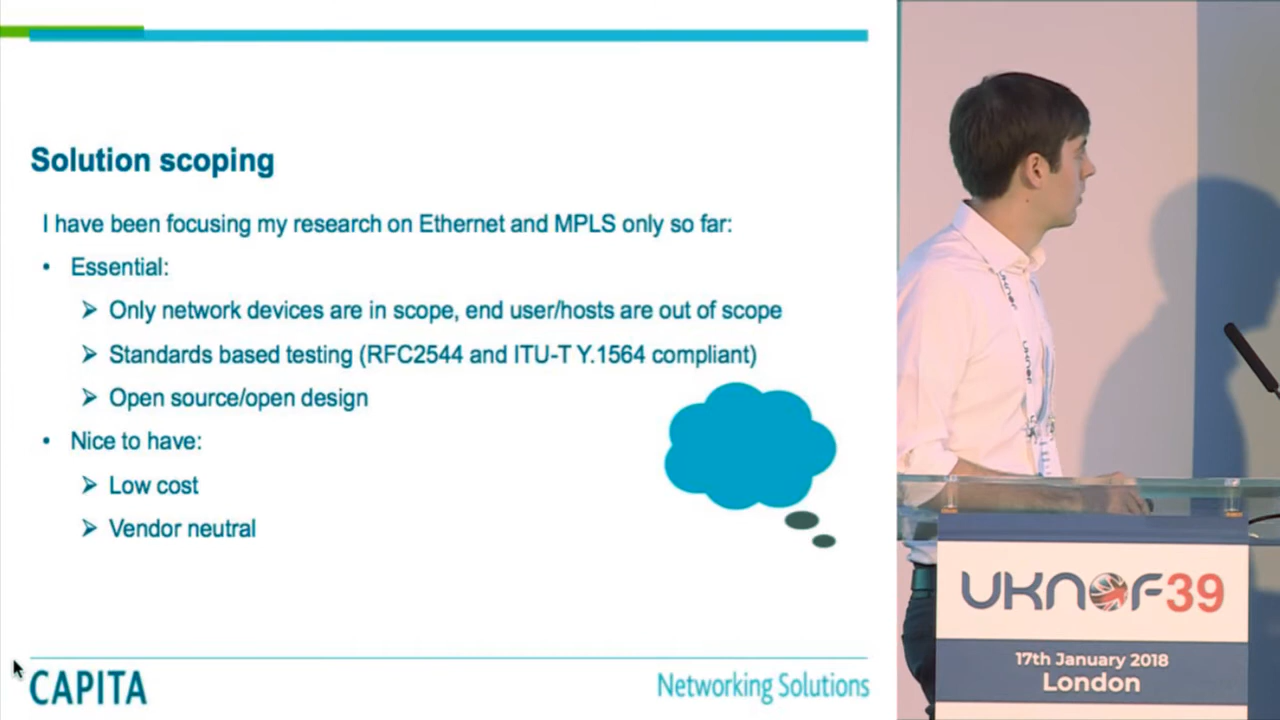 Solution scoping
I have been focusing my research on Ethernet and MPLS only so far:
• Essential:
➢ Only network devices are in scope, end user/hosts are out of scope
➢ Standards based testing (RFC2544 and ITU-T Y.1564 compliant)
➢ Open source/open design
• Nice to have:
➢ Low cost
➢ Vendor neutral
CAPITA
Networking Solutions
UKNOF39
17th January 2018
London